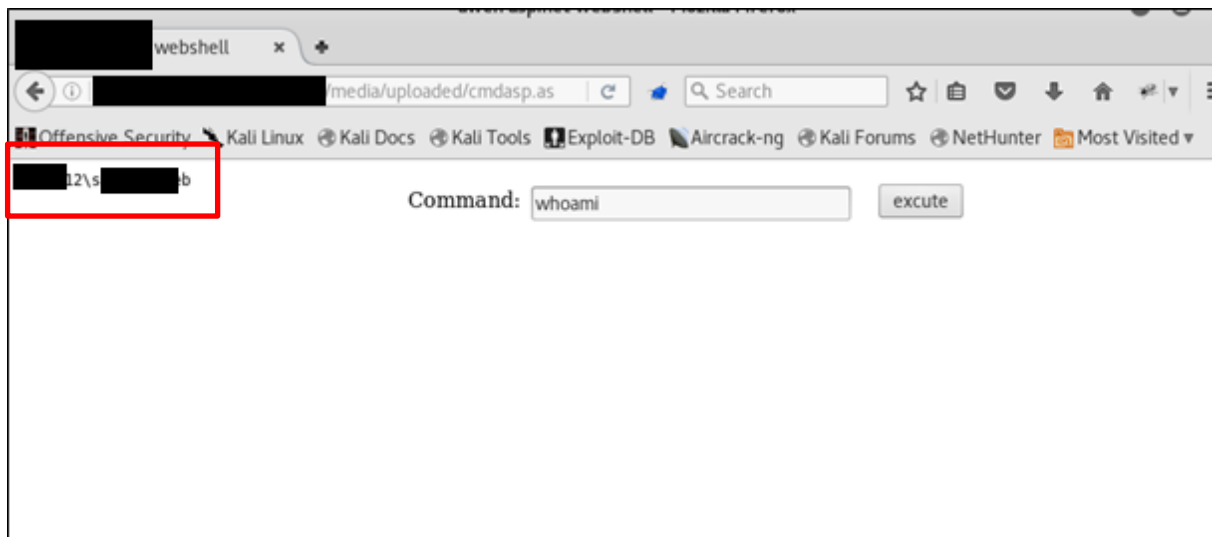 webshell
/media/uploaded/cmdasp.as Search
Offensive Security Kali Linux Kali Docs Kali Tools Exploit-DB Aircrack-ng Kali Forums NetHunter Most Visited
12\s eb
Command: whoami excute